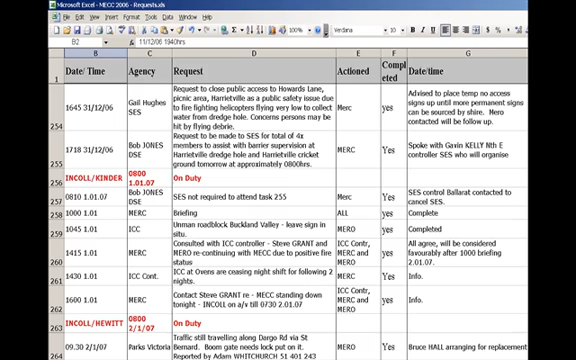 Microsoft Excel - MECC 2006 - Requests.xls
File Edit View Insert Format Tools Data Window Help
100% Verdana 10 B I U
B2 11/12/06 1940hrs
B C D E F G
1 Date/ Time Agency Request Actioned Compl eted Date/time
254 1645 31/12/06 Gail Hughes SES Request to close public access to Howards Lane, picnic area, Harrietville as a public safety issue due to fire fighting helicopters flying very low to collect water from dredge hole. Concerns persons may be hit by flying debris. Merc yes Advised to place temp no access signs up until more permanent signs can be sourced by shire. Nero contacted will be follow up.
255 1718 31/12/06 Bob JONES DSE Request to be made to SES for total of 4x members to assist with barrier supervision at Harrietville dredge hole and Harrietville cricket ground tomorrow at approximately 0800hrs. MERC Yes Spoke with Gavin KELLY Nth E controller SES who will organise
256 INCOLL/KINDER 0800 1.01.07 On Duty
257 0810 1.01.07 Bob JONES DSE SES not required to attend task 255 Merc Yes SES control Ballarat contacted to cancel SES.
258 1000 1.01 MERC Briefing ALL yes Complete
259 1045 1.01 ICC Unman roadblock Buckland Valley - leave sign in situ. MERO yes Completed
260 1415 1.01 MERC Consulted with ICC controller - Steve GRANT and MERO re-continuing with MECC due to positive fire status ICC Contr, MERC and MERO yes All agree, will be considered favourably after 1000 briefing 2.01.07.
261 1430 1.01 ICC Cont. ICC at Ovens are ceasing night shift for following 2 nights. MERC Yes Info.
262 1600 1.01 MERC Contact Steve GRANT re - MECC standing down tonight - INCOLL on a/v till 0730 2.01.07 ICC Contr, MERC and MERO yes Info.
263 INCOLL/HEWITT 0800 2/1/07 On Duty
264 09.30 2/1/07 Parks Victoria Traffic still travelling along Dargo Rd via St Bernard. Boom gate needs lock put on it. Reported by Adam WHITCHURCH 51 401 243 MERO Yes Bruce HALL arranging for replacement